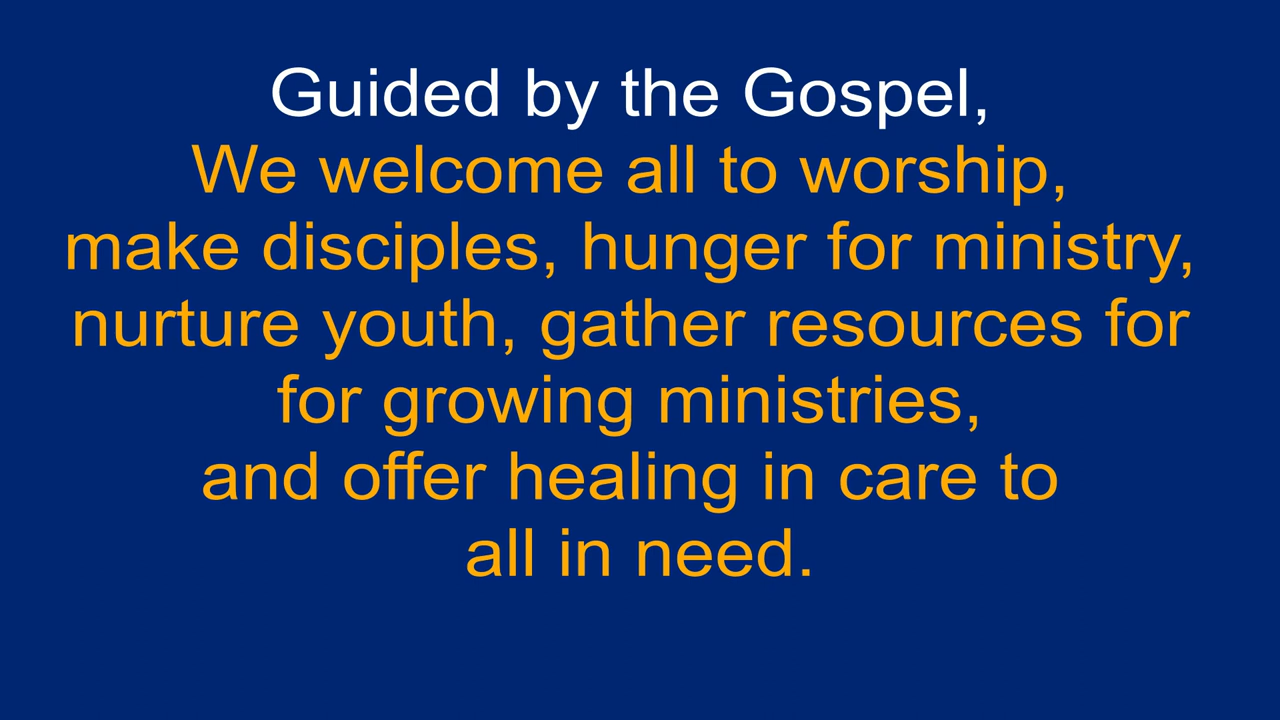 Guided by the Gospel,
We welcome all to worship,
make disciples, hunger for ministry,
nurture youth, gather resources for
for growing ministries,
and offer healing in care to
all in need.